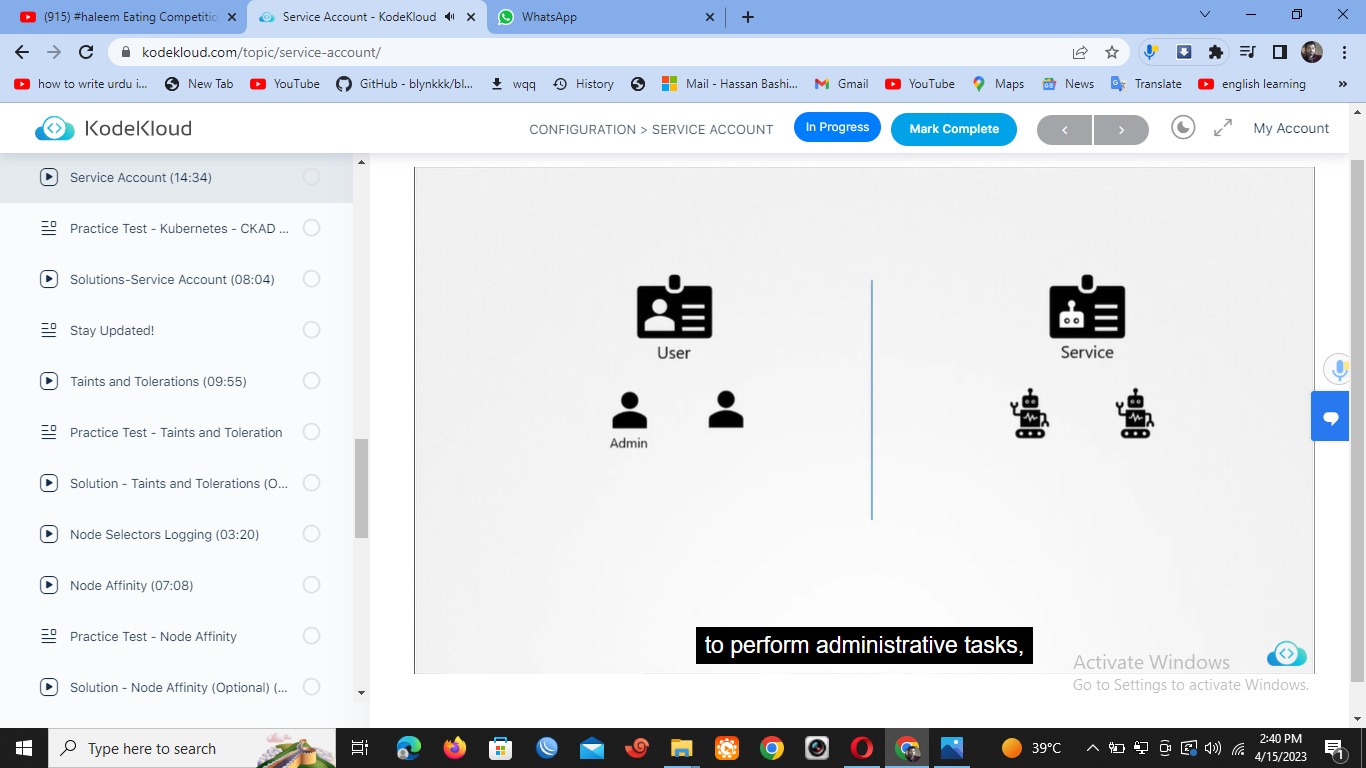 (915) #haleem Eating Competitio
Service Account - KodeKloud
WhatsApp
kodekloud.com/topic/service-account/
how to write urdu i...
New Tab
YouTube
GitHub - blynkkk/bl...
wqq
History
Mail - Hassan Bashi...
Gmail
YouTube
Maps
News
Translate
english learning
»
KodeKloud
CONFIGURATION > SERVICE ACCOUNT
In Progress
Mark Complete
My Account
Service Account (14:34)
Practice Test - Kubernetes - CKAD ...
Solutions-Service Account (08:04)
Stay Updated!
Taints and Tolerations (09:55)
Practice Test - Taints and Toleration
Solution - Taints and Tolerations (O...
Node Selectors Logging (03:20)
Node Affinity (07:08)
Practice Test - Node Affinity
Solution - Node Affinity (Optional) (...
User
Admin
Service
to perform administrative tasks,
Activate Windows
Go to Settings to activate Windows.
Type here to search
39°C
2:40 PM
4/15/2023
1